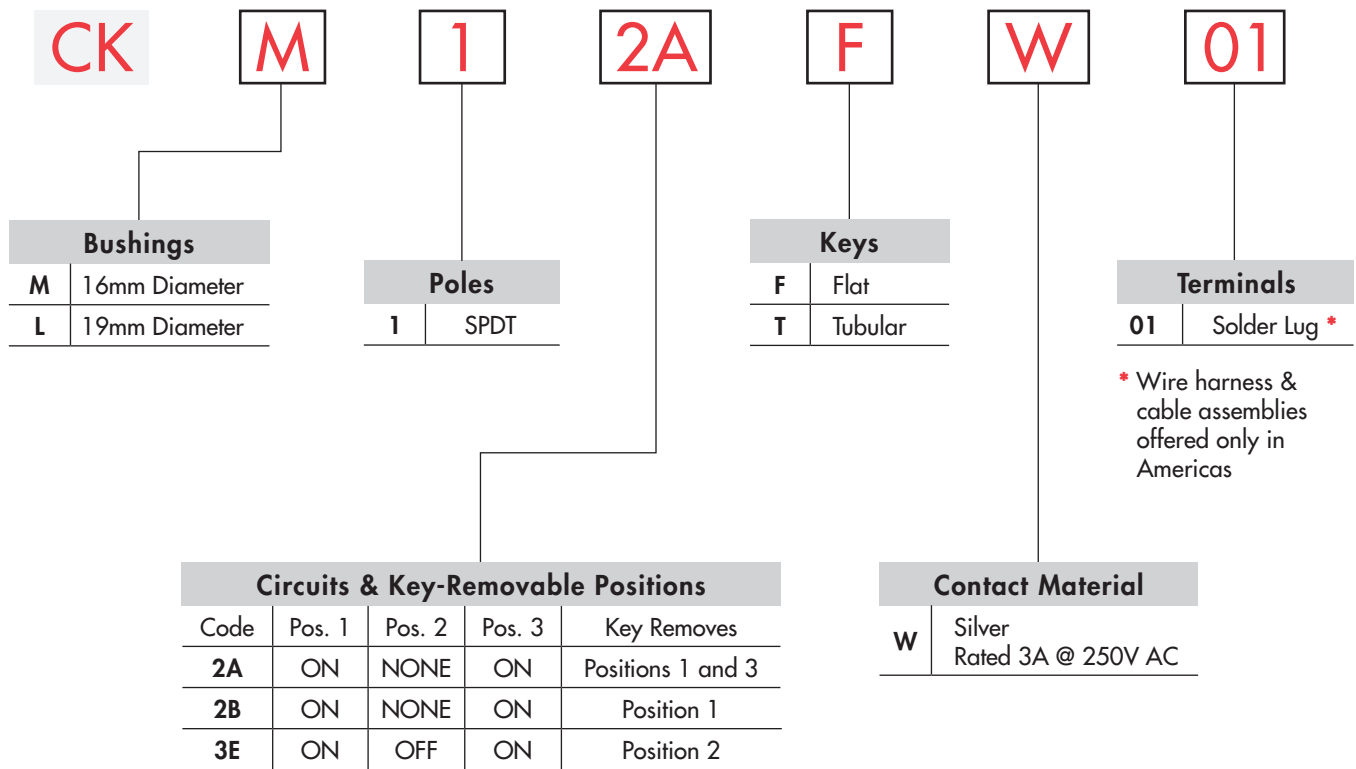 CK M 1 2A F W 01
Bushings
M 16mm Diameter
L 19mm Diameter
Poles
1 SPDT
Keys
F Flat
T Tubular
Terminals
01 Solder Lug *
* Wire harness &
cable assemblies
offered only in
Americas
Circuits & Key-Removable Positions
Code Pos. 1 Pos. 2 Pos. 3 Key Removes
2A ON NONE ON Positions 1 and 3
2B ON NONE ON Position 1
3E ON OFF ON Position 2
Contact Material
W Silver
Rated 3A @ 250V AC